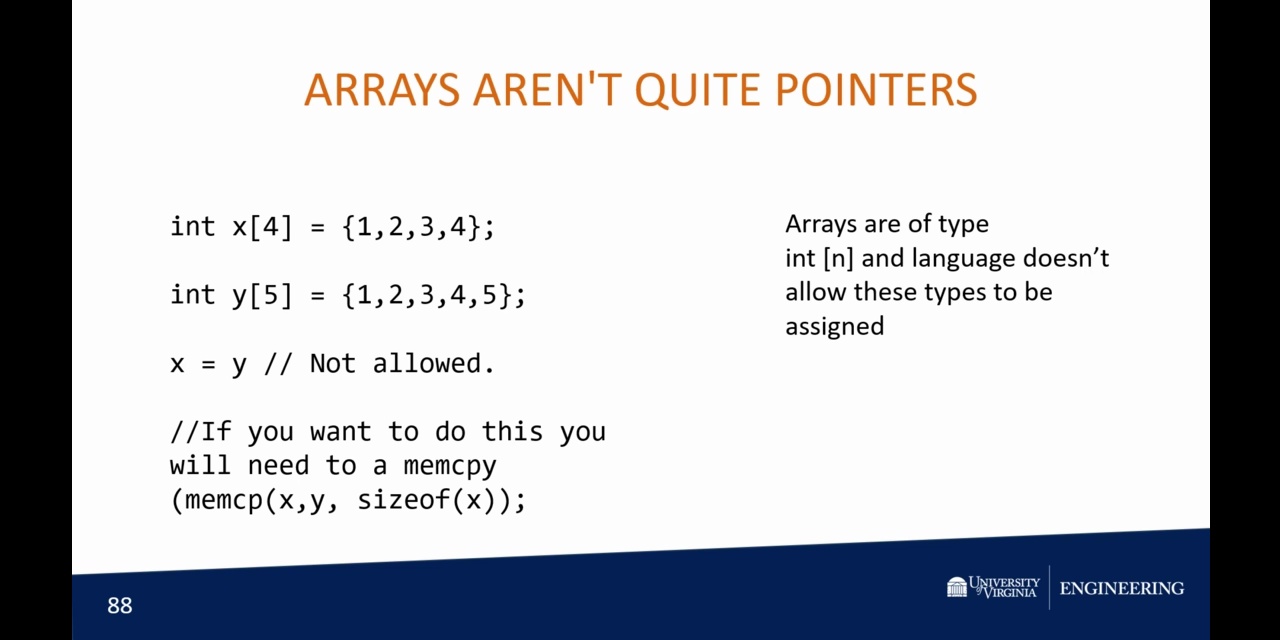 ARRAYS AREN'T QUITE POINTERS
int x[4] = {1,2,3,4};
int y[5] = {1,2,3,4,5};
x = y // Not allowed.
//If you want to do this you
will need to a memcpy
(memcp(x,y, sizeof(x));
Arrays are of type
int [n] and language doesn’t
allow these types to be
assigned
88
UNIVERSITY
of VIRGINIA
ENGINEERING